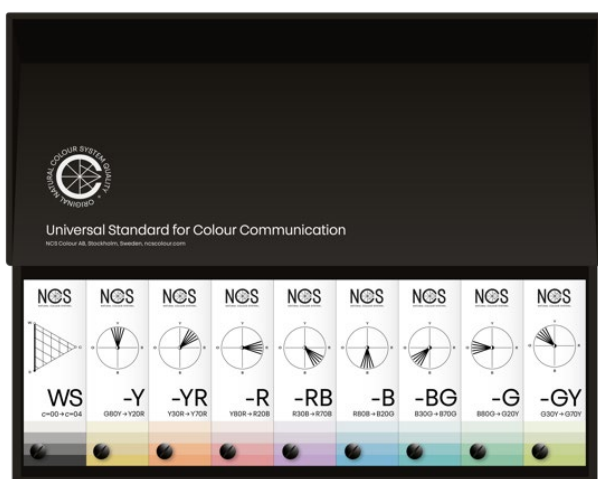 NATURAL COLOUR SYSTEM QUALITY • ORIGINAL
Universal Standard for Colour Communication
NCS Colour AB, Stockholm, Sweden, ncscolour.com
NCS NCS NCS NCS NCS NCS NCS NCS NCS
WS -Y -YR -R -RB -B -BG -G -GY
c=00→c=04 G80Y→Y20R Y30R→Y70R Y80R→R20B R30B→R70B R80B→B20G B30G→B70G B80G→G20Y G30Y→G70Y